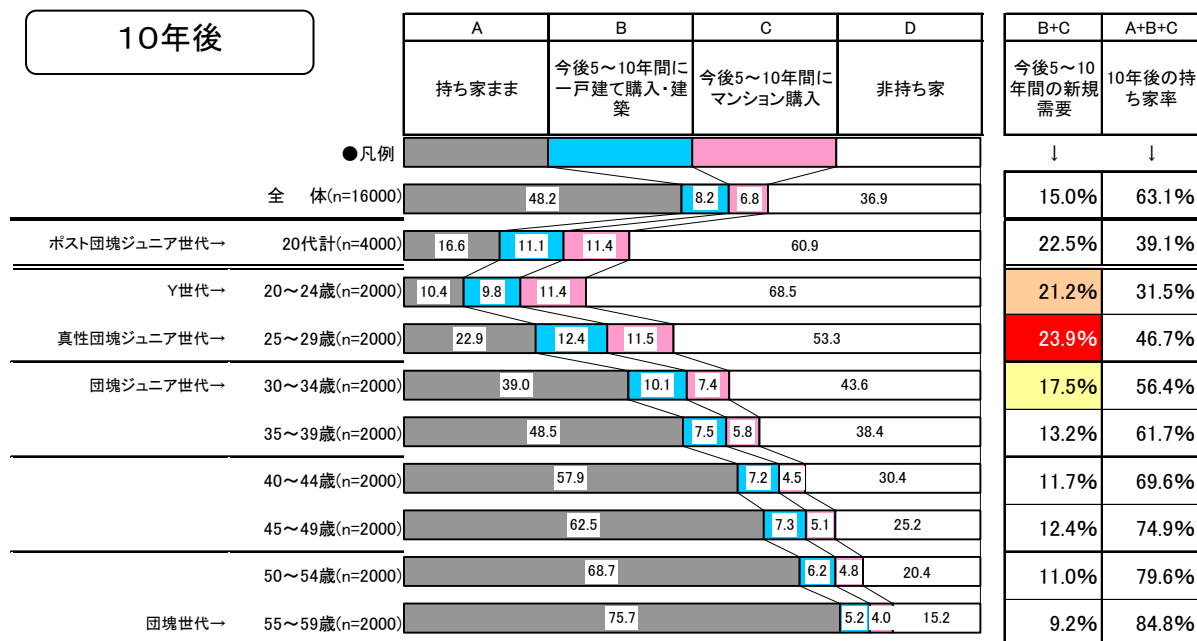 10年後
A B C D B+C A+B+C
持ち家まま
今後5～10年間に
一戸建て購入・建
築
今後5～10年間に
マンション購入
非持ち家
今後5～10
年間の新規
需要
10年後の持
ち家率
●凡例 ↓ ↓
全 体(n=16000) 48.2 8.2 6.8 36.9 15.0% 63.1%
ポスト団塊ジュニア世代→ 20代計(n=4000) 16.6 11.1 11.4 60.9 22.5% 39.1%
Y世代→ 20～24歳(n=2000) 10.4 9.8 11.4 68.5 21.2% 31.5%
真性団塊ジュニア世代→ 25～29歳(n=2000) 22.9 12.4 11.5 53.3 23.9% 46.7%
団塊ジュニア世代→ 30～34歳(n=2000) 39.0 10.1 7.4 43.6 17.5% 56.4%
35～39歳(n=2000) 48.5 7.5 5.8 38.4 13.2% 61.7%
40～44歳(n=2000) 57.9 7.2 4.5 30.4 11.7% 69.6%
45～49歳(n=2000) 62.5 7.3 5.1 25.2 12.4% 74.9%
50～54歳(n=2000) 68.7 6.2 4.8 20.4 11.0% 79.6%
団塊世代→ 55～59歳(n=2000) 75.7 5.2 4.0 15.2 9.2% 84.8%